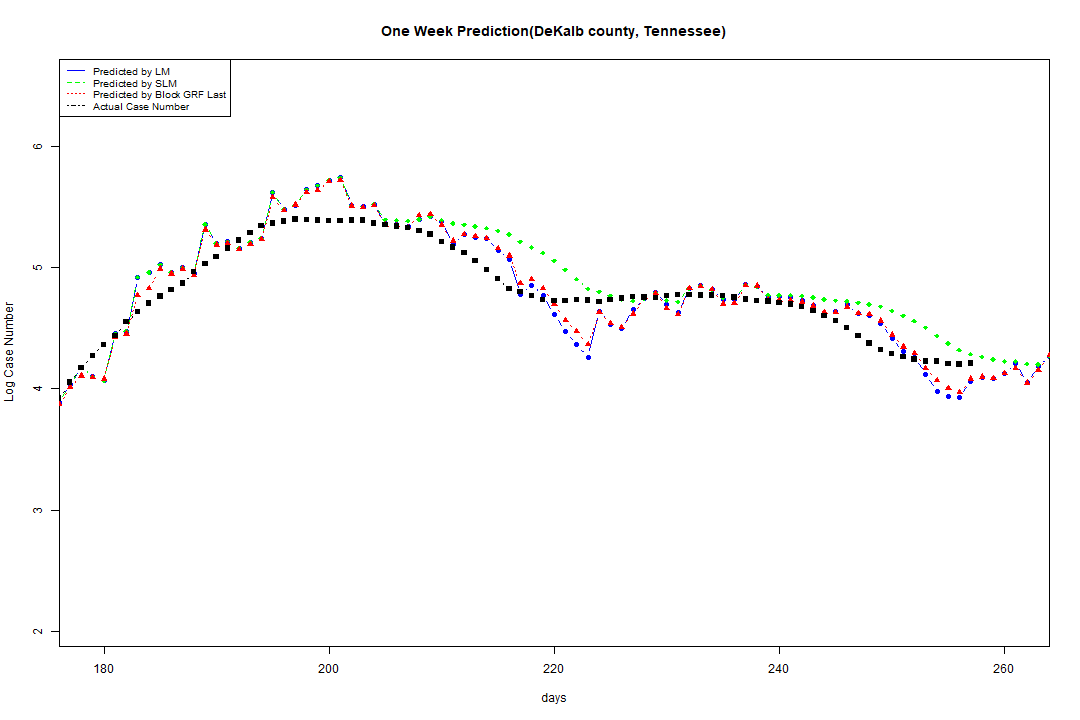 One Week Prediction(DeKalb county, Tennessee)
Predicted by LM
Predicted by SLM
Predicted by Block GRF Last
Actual Case Number
6
5
4
3
2
Log Case Number
180 200 220 240 260
days